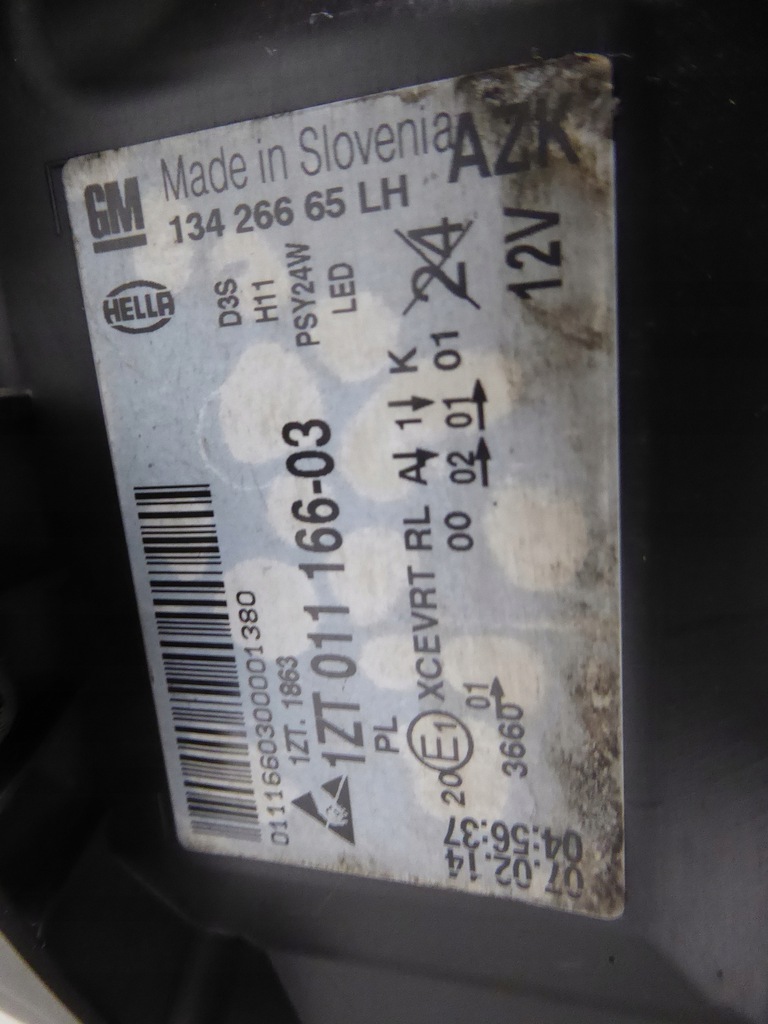 GM
Made in Slovenia
AZK
134 266 65 LH
HELLA
D3S
H11
PSY24W
LED
24
12V
0111660300001380
1ZT. 1863
1ZT 011 166-03
PL
20 E1 XCEVRT RL A↓ 1↓ K
00 02 01 01
01
3660
07.02.14
04:56:37